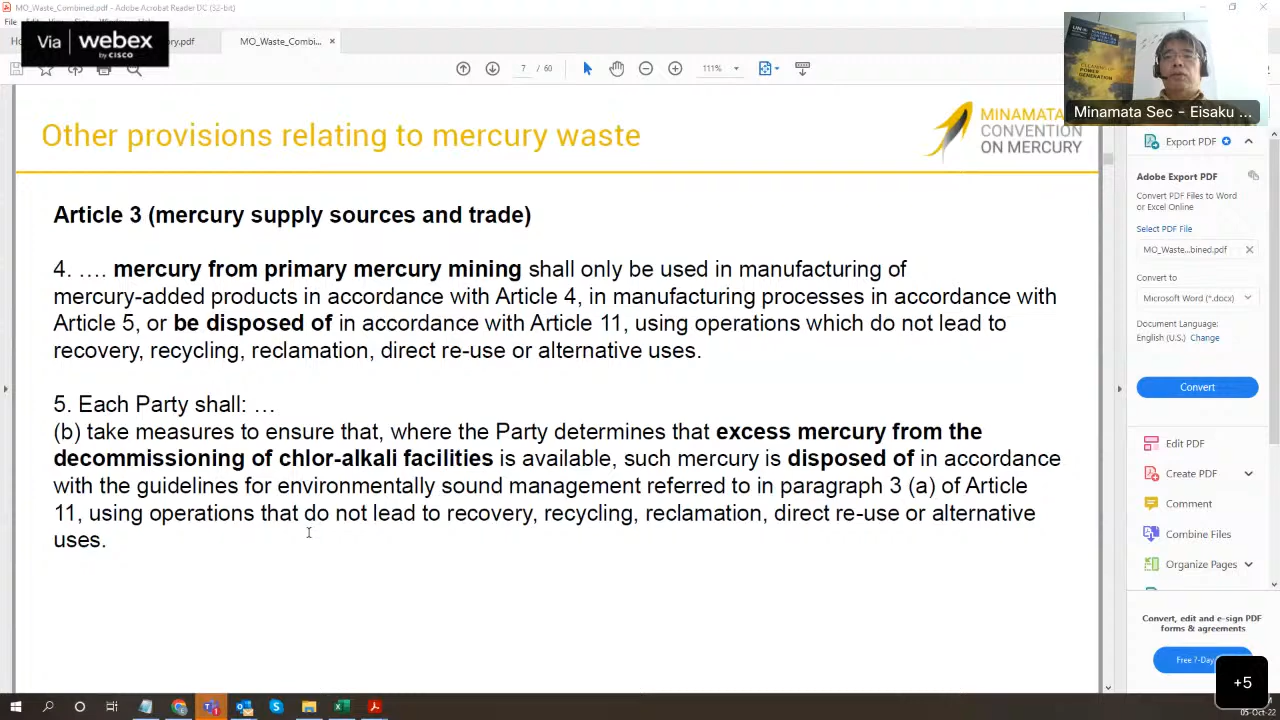 MO_Waste_Combined.pdf - Adobe Acrobat Reader DC (32-bit)
Via webex
by CISCO
MO_Waste_Combi... ×
7 / 60
111%
Other provisions relating to mercury waste
MINAMATA
CONVENTION
ON MERCURY
Article 3 (mercury supply sources and trade)
4. …. mercury from primary mercury mining shall only be used in manufacturing of
mercury-added products in accordance with Article 4, in manufacturing processes in accordance with
Article 5, or be disposed of in accordance with Article 11, using operations which do not lead to
recovery, recycling, reclamation, direct re-use or alternative uses.
5. Each Party shall: …
(b) take measures to ensure that, where the Party determines that excess mercury from the
decommissioning of chlor-alkali facilities is available, such mercury is disposed of in accordance
with the guidelines for environmentally sound management referred to in paragraph 3 (a) of Article
11, using operations that do not lead to recovery, recycling, reclamation, direct re-use or alternative
uses.
CLEANING UP
POWER
GENERATION
Minamata Sec - Eisaku ...
Export PDF
Adobe Export PDF
Convert PDF Files to Word
or Excel Online
Select PDF File
MO_Waste...bined.pdf
Convert to
Microsoft Word (*.docx)
Document Language:
English (U.S.) Change
Convert
Edit PDF
Create PDF
Comment
Combine Files
Organize Pages
Convert, edit and e-sign PDF
forms & agreements
Free 7-Day
+5
05-Oct-22